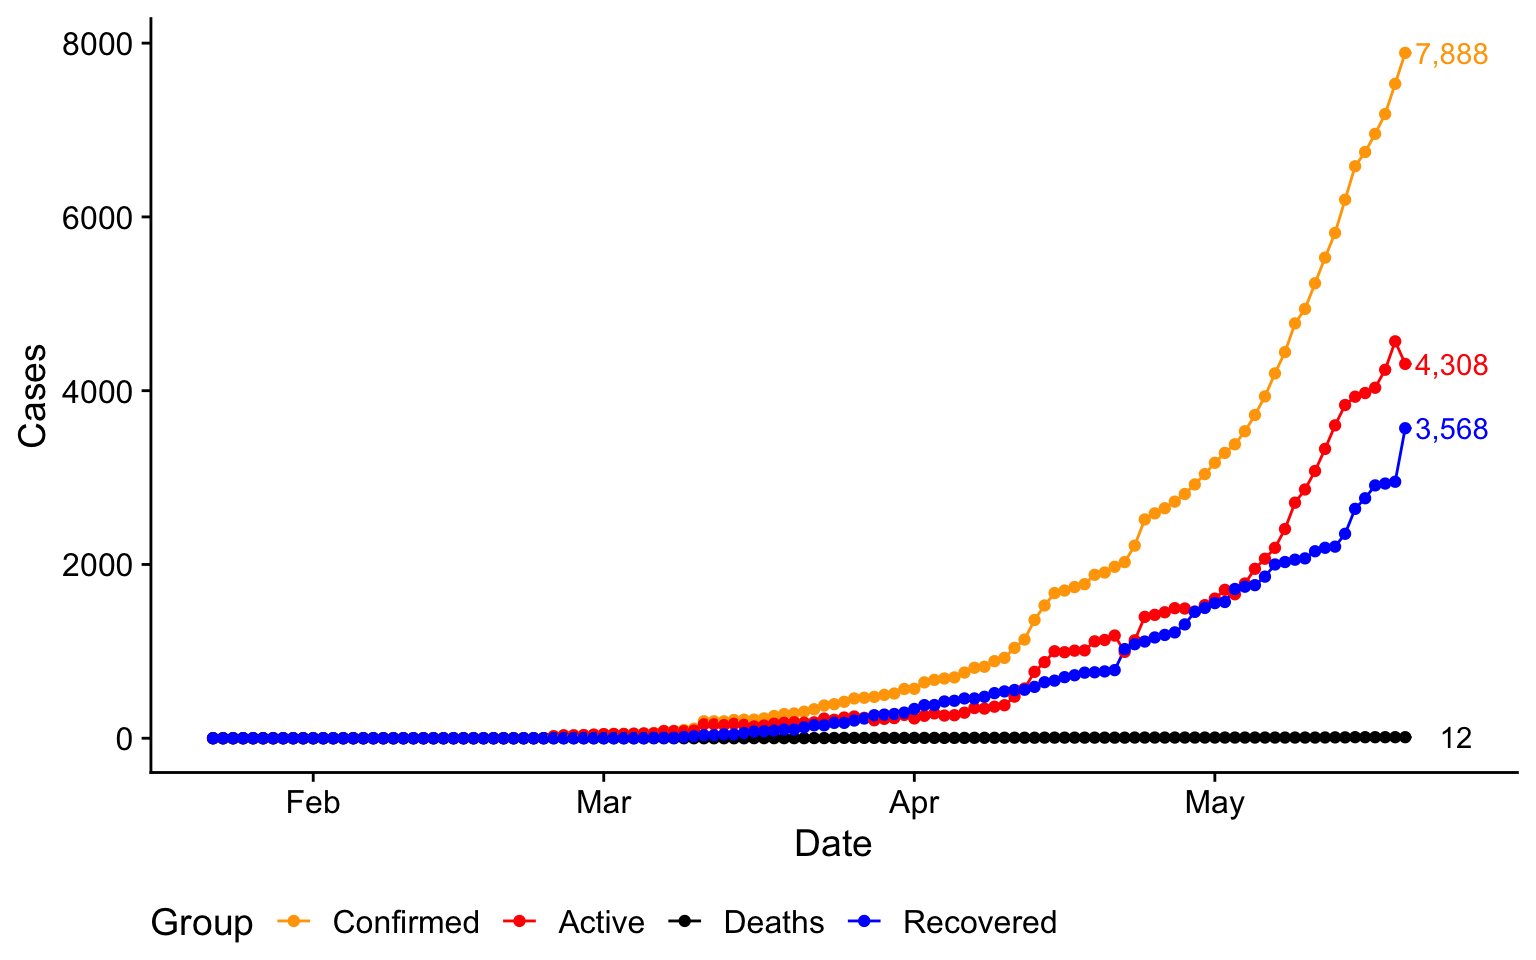 8000
7,888
6000
Cases
4,308
4000
3,568
2000
0
12
Feb Mar Apr May
Date
Group Confirmed Active Deaths Recovered